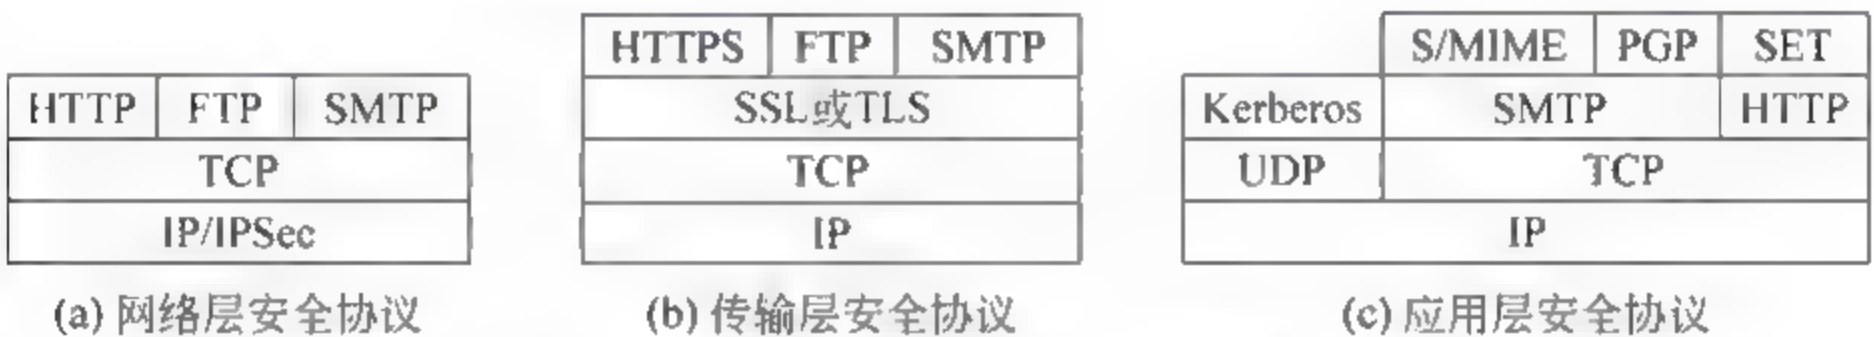 HTTP FTP SMTP
TCP
IP/IPSec
(a) 网络层安全协议
HTTPS FTP SMTP
SSL或TLS
TCP
IP
(b) 传输层安全协议
S/MIME PGP SET
Kerberos SMTP HTTP
UDP TCP
IP
(c) 应用层安全协议